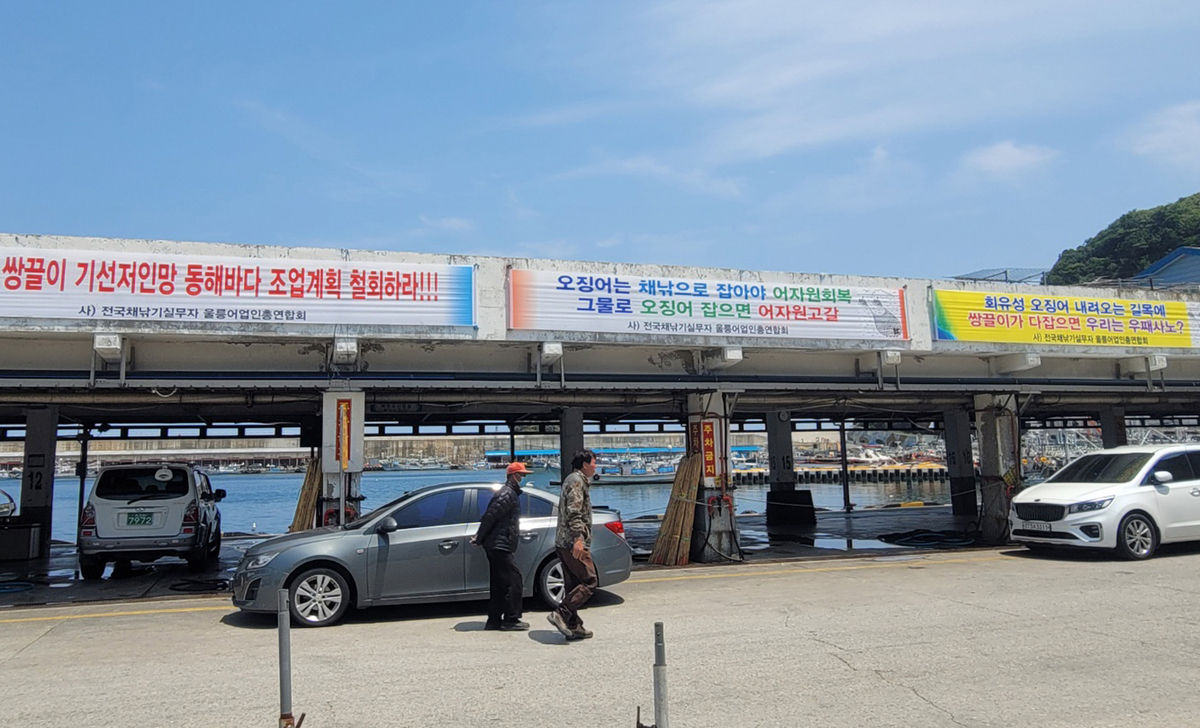 쌍끌이 기선저인망 동해바다 조업계획 철회하라!!!
사) 전국채낚기실무자 울릉어업인총연합회
오징어는 채낚으로 잡아야 어자원회복
그물로 오징어 잡으면 어자원고갈
사) 전국채낚기실무자 울릉어업인총연합회
회유성 오징어 내려오는 길목에
쌍끌이가 다잡으면 우리는 우패사노?
사) 전국채낚기실무자 울릉어업인총연합회
주차금지
12
15
7972